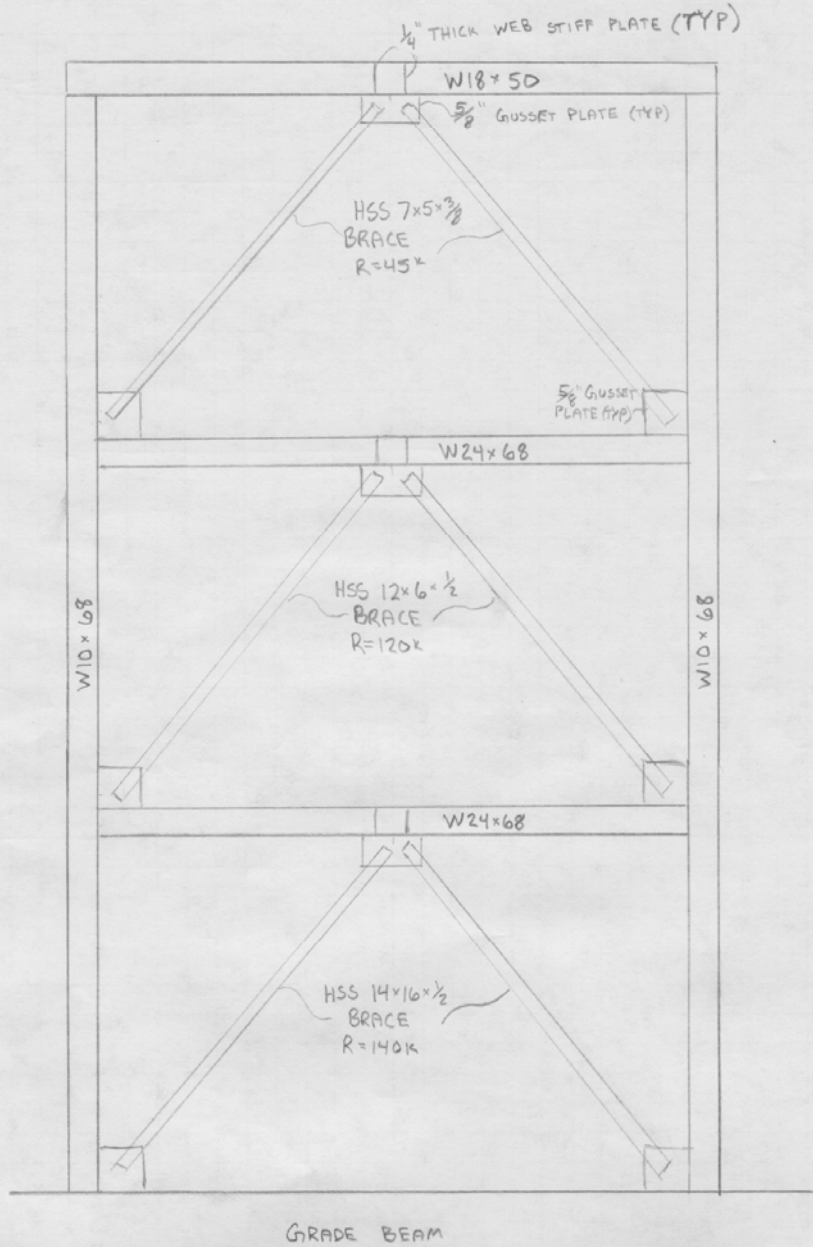 1/4" THICK WEB STIFF PLATE (TYP)
W18×50
5/8" GUSSET PLATE (TYP)
HSS 7×5×3/8
BRACE
R=45K
5/8" GUSSET
PLATE (TYP)
W24×68
W10×68
HSS 12×6×1/2
BRACE
R=120K
W10×68
W24×68
HSS 14×16×1/2
BRACE
R=140K
GRADE BEAM